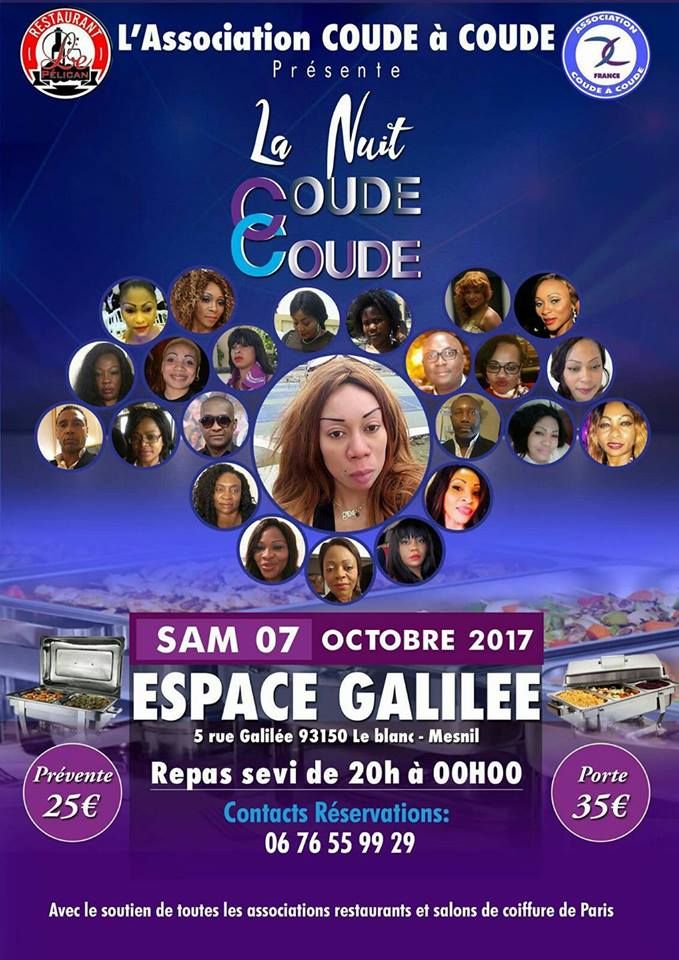 RESTAURANT
Le
PÉLICAN
L'Association COUDE à COUDE
Présente
ASSOCIATION
FRANCE
COUDE A COUDE
La Nuit
COUDE
COUDE
SAM 07 OCTOBRE 2017
ESPACE GALILEE
5 rue Galilée 93150 Le blanc - Mesnil
Prévente
25€
Repas sevi de 20h à 00H00
Porte
35€
Contacts Réservations:
06 76 55 99 29
Avec le soutien de toutes les associations restaurants et salons de coiffure de Paris